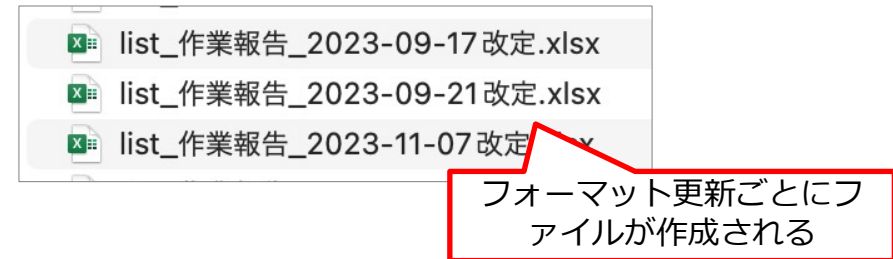 list_作業報告_2023-09-17改定.xlsx
list_作業報告_2023-09-21改定.xlsx
list_作業報告_2023-11-07改定
フォーマット更新ごとにフ
ァイルが作成される